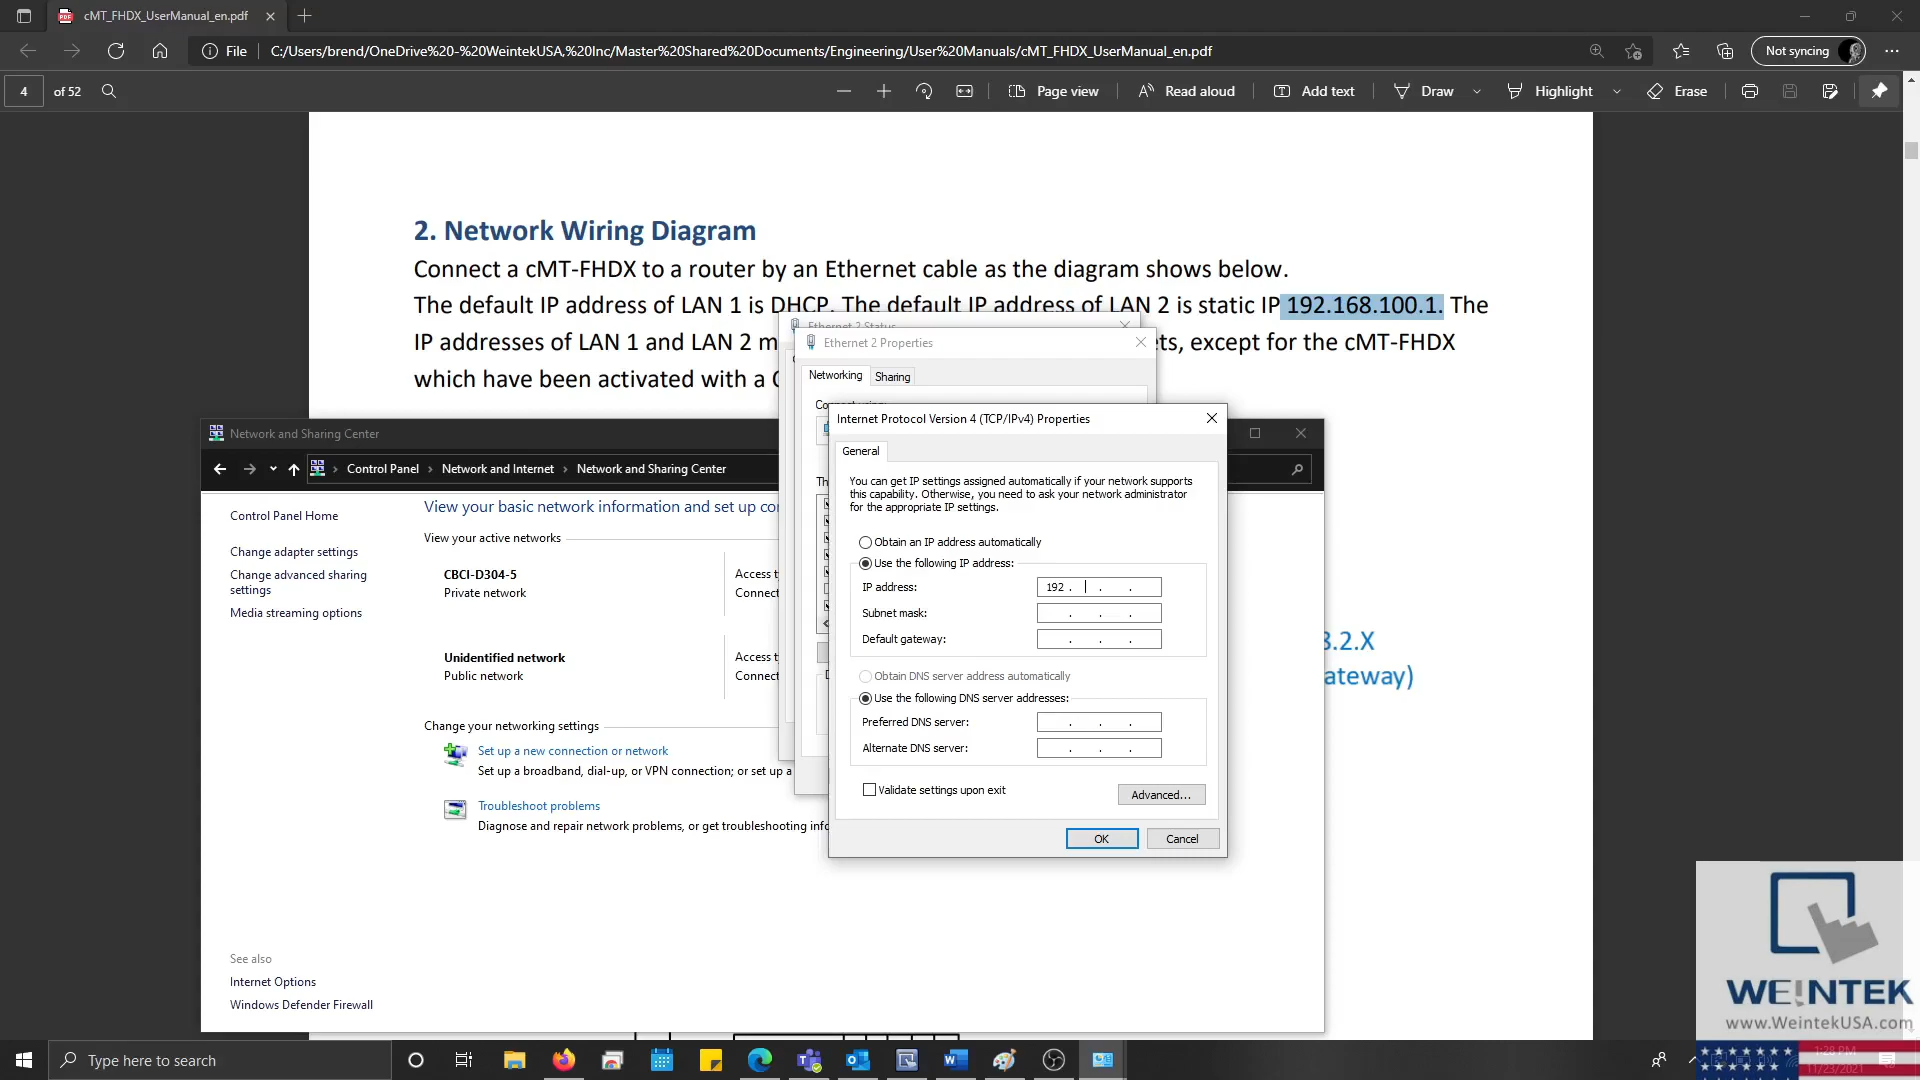 cMT_FHDX_UserManual_en.pdf
File
C:/Users/brend/OneDrive%20-%20WeintekUSA,%20Inc/Master%20Shared%20Documents/Engineering/User%20Manuals/cMT_FHDX_UserManual_en.pdf
Not syncing
4 of 52
Page view
Read aloud
Add text
Draw
Highlight
Erase
2. Network Wiring Diagram
Connect a cMT-FHDX to a router by an Ethernet cable as the diagram shows below.
The default IP address of LAN 1 is DHCP. The default IP address of LAN 2 is static IP 192.168.100.1. The
IP addresses of LAN 1 and LAN 2 m
ts, except for the cMT-FHDX
which have been activated with a
Ethernet 2 Status
Ethernet 2 Properties
Networking
Sharing
Internet Protocol Version 4 (TCP/IPv4) Properties
General
You can get IP settings assigned automatically if your network supports
this capability. Otherwise, you need to ask your network administrator
for the appropriate IP settings.
Obtain an IP address automatically
Use the following IP address:
IP address:
192 . . .
Subnet mask:
. . .
Default gateway:
. . .
Obtain DNS server address automatically
Use the following DNS server addresses:
Preferred DNS server:
. . .
Alternate DNS server:
. . .
Validate settings upon exit
Advanced...
OK
Cancel
Network and Sharing Center
Control Panel
Network and Internet
Network and Sharing Center
Control Panel Home
Change adapter settings
Change advanced sharing
settings
Media streaming options
View your basic network information and set up co
View your active networks
CBCI-D304-5
Private network
Access t
Connect
Unidentified network
Public network
Access t
Connect
Change your networking settings
Set up a new connection or network
Set up a broadband, dial-up, or VPN connection; or set up a
Troubleshoot problems
Diagnose and repair network problems, or get troubleshooting info
See also
Internet Options
Windows Defender Firewall
3.2.X
ateway)
WEINTEK
www.WeintekUSA.com
Type here to search
1:28 PM
11/23/2021